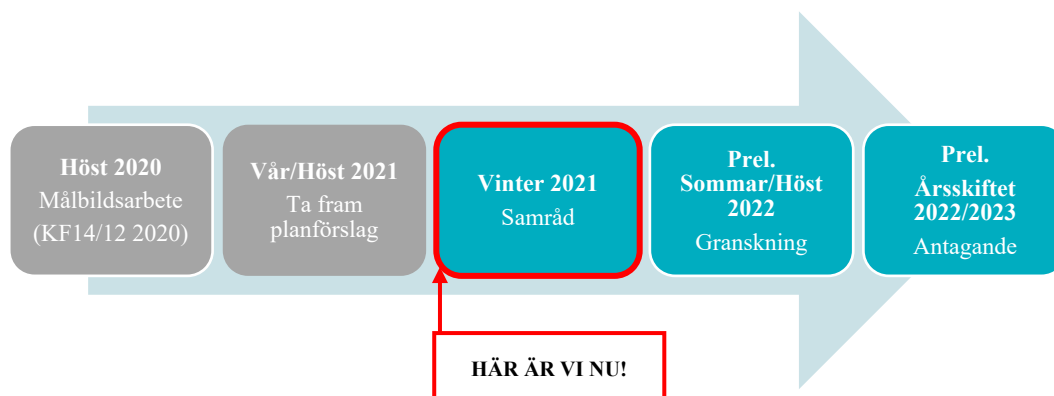 Höst 2020
Målbildsarbete
(KF14/12 2020)
Vår/Höst 2021
Ta fram
planförslag
Vinter 2021
Samråd
Prel.
Sommar/Höst
2022
Granskning
Prel.
Årsskiftet
2022/2023
Antagande
HÄR ÄR VI NU!